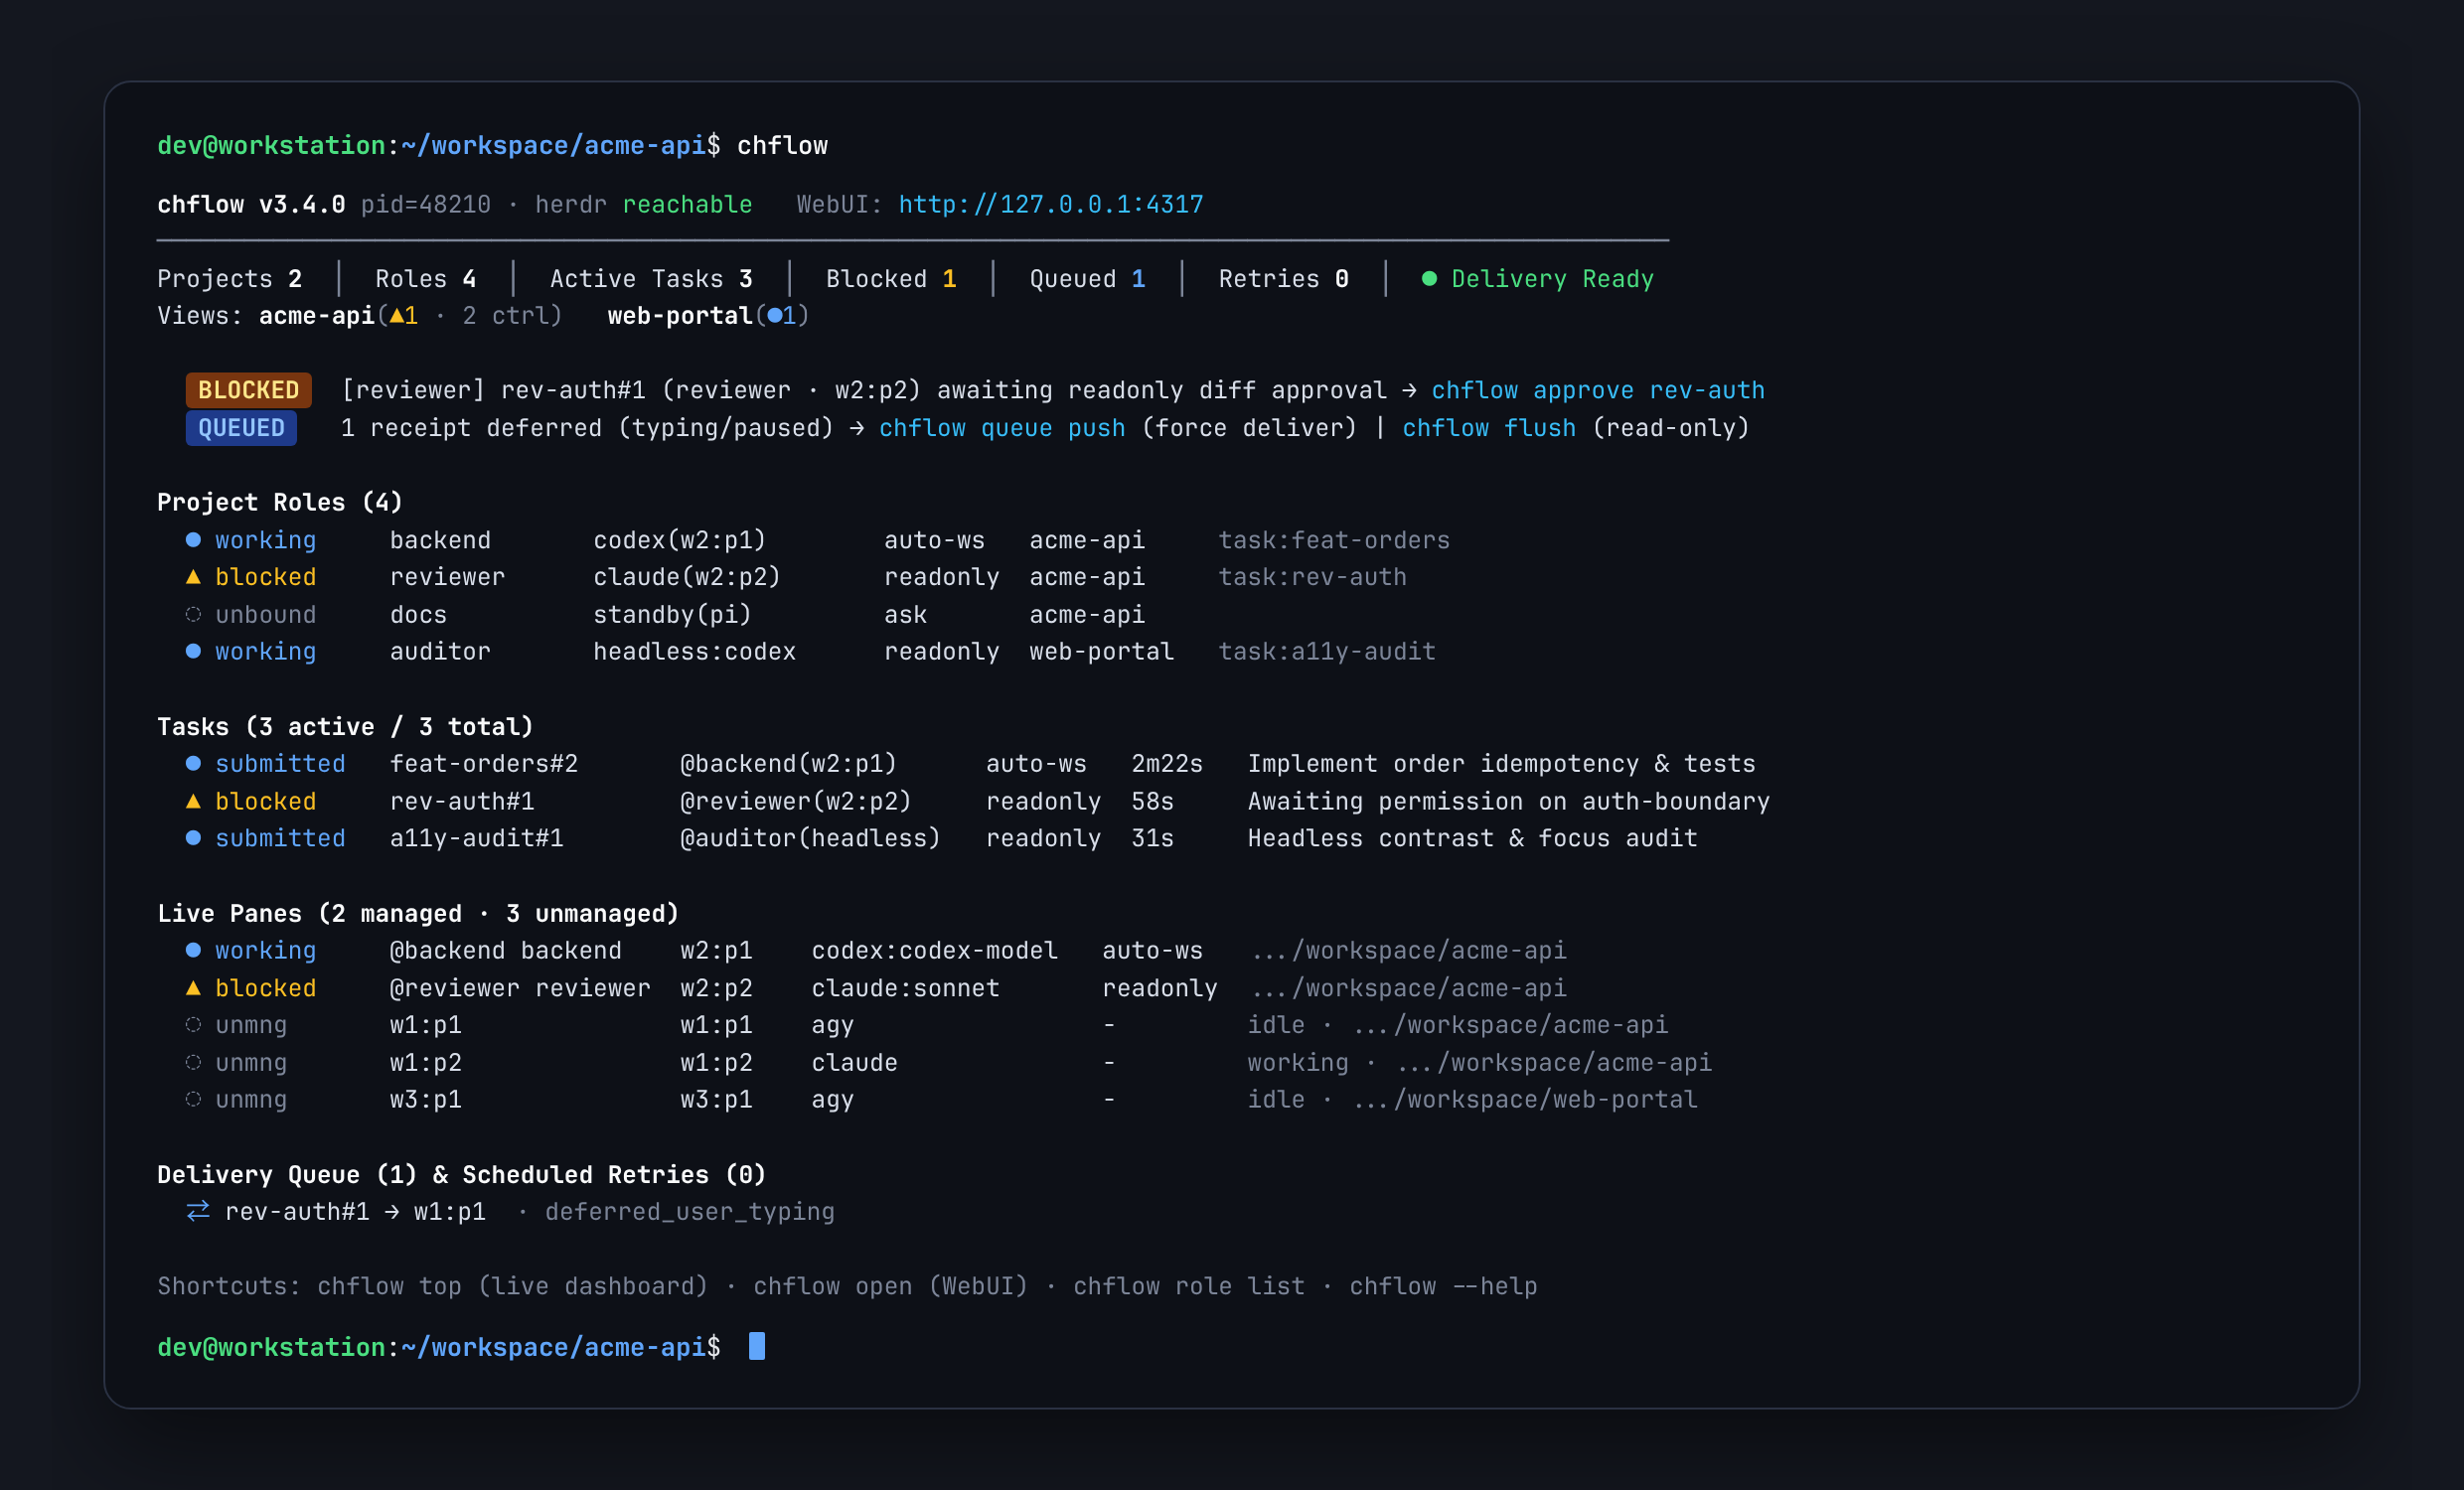 dev@workstation:~/workspace/acme-api$ chflow
chflow v3.4.0 pid=48210 · herdr reachable   WebUI: http://127.0.0.1:4317
Projects 2 │ Roles 4 │ Active Tasks 3 │ Blocked 1 │ Queued 1 │ Retries 0 │ ● Delivery Ready
Views: acme-api(▲1 · 2 ctrl)   web-portal(●1)
BLOCKED  [reviewer] rev-auth#1 (reviewer · w2:p2) awaiting readonly diff approval → chflow approve rev-auth
QUEUED   1 receipt deferred (typing/paused) → chflow queue push (force deliver) | chflow flush (read-only)
Project Roles (4)
● working     backend       codex(w2:p1)        auto-ws   acme-api     task:feat-orders
▲ blocked     reviewer      claude(w2:p2)       readonly  acme-api     task:rev-auth
◌ unbound     docs          standby(pi)         ask       acme-api
● working     auditor       headless:codex      readonly  web-portal   task:a11y-audit
Tasks (3 active / 3 total)
● submitted   feat-orders#2       @backend(w2:p1)      auto-ws   2m22s   Implement order idempotency & tests
▲ blocked     rev-auth#1          @reviewer(w2:p2)     readonly  58s     Awaiting permission on auth-boundary
● submitted   a11y-audit#1        @auditor(headless)   readonly  31s     Headless contrast & focus audit
Live Panes (2 managed · 3 unmanaged)
● working     @backend backend    w2:p1    codex:codex-model   auto-ws   .../workspace/acme-api
▲ blocked     @reviewer reviewer  w2:p2    claude:sonnet       readonly  .../workspace/acme-api
◌ unmng       w1:p1               w1:p1    agy                 -         idle · .../workspace/acme-api
◌ unmng       w1:p2               w1:p2    claude              -         working · .../workspace/acme-api
◌ unmng       w3:p1               w3:p1    agy                 -         idle · .../workspace/web-portal
Delivery Queue (1) & Scheduled Retries (0)
⇄ rev-auth#1 → w1:p1  · deferred_user_typing
Shortcuts: chflow top (live dashboard) · chflow open (WebUI) · chflow role list · chflow --help
dev@workstation:~/workspace/acme-api$